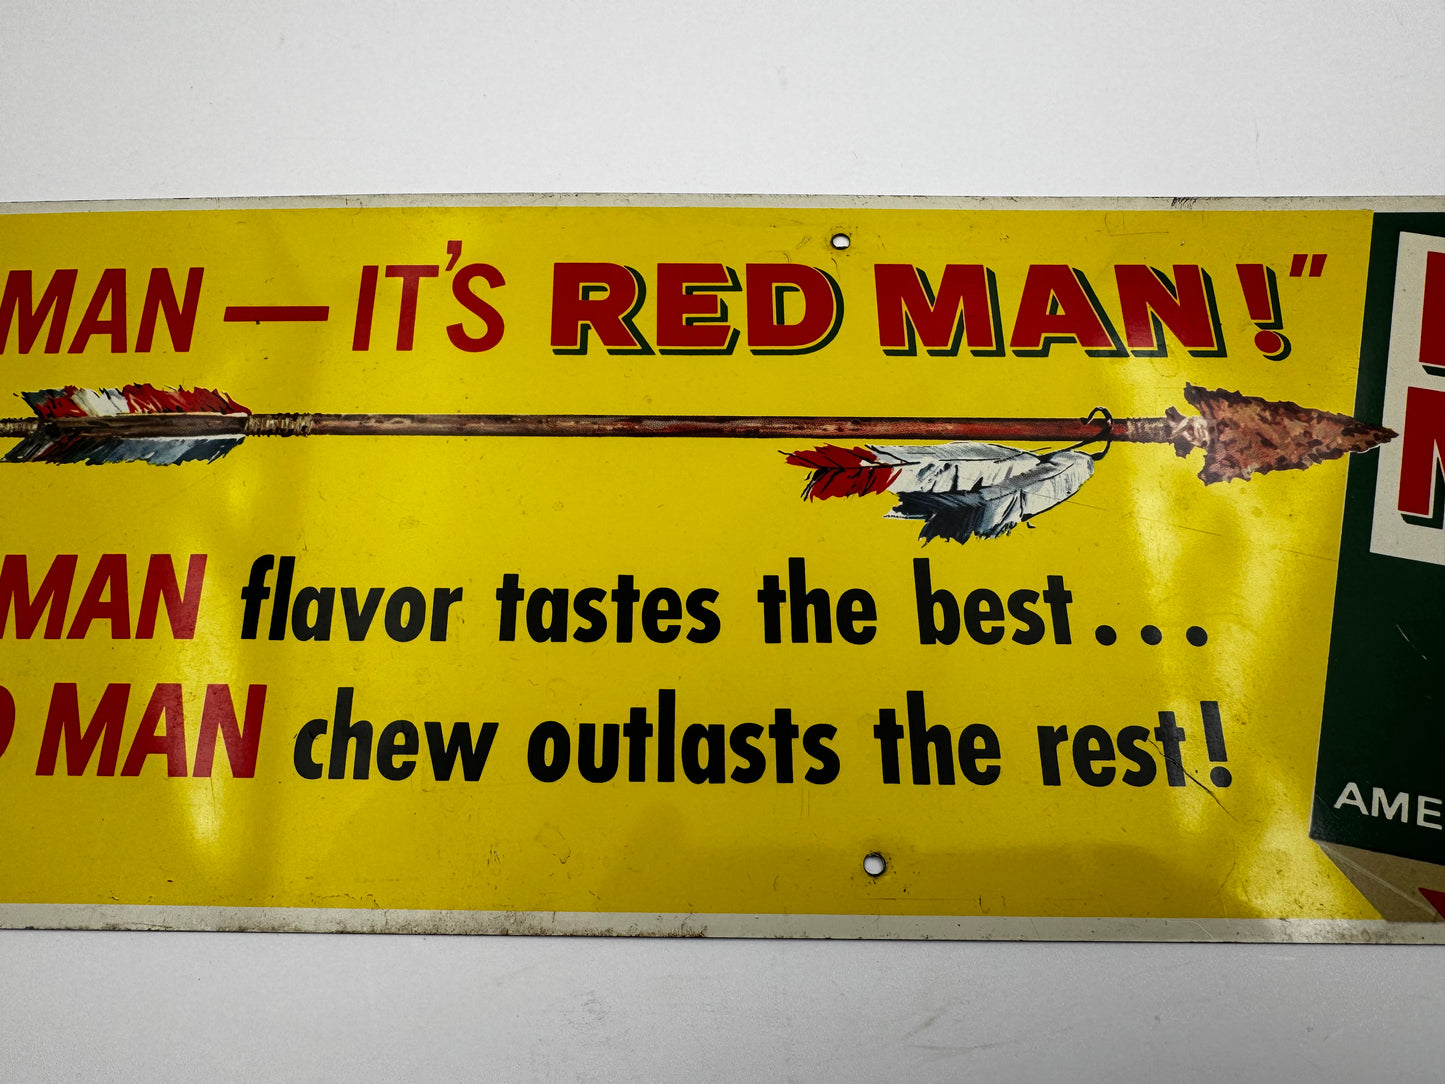 MAN — IT'S RED MAN!"
MAN flavor tastes the best...
MAN chew outlasts the rest!
AME